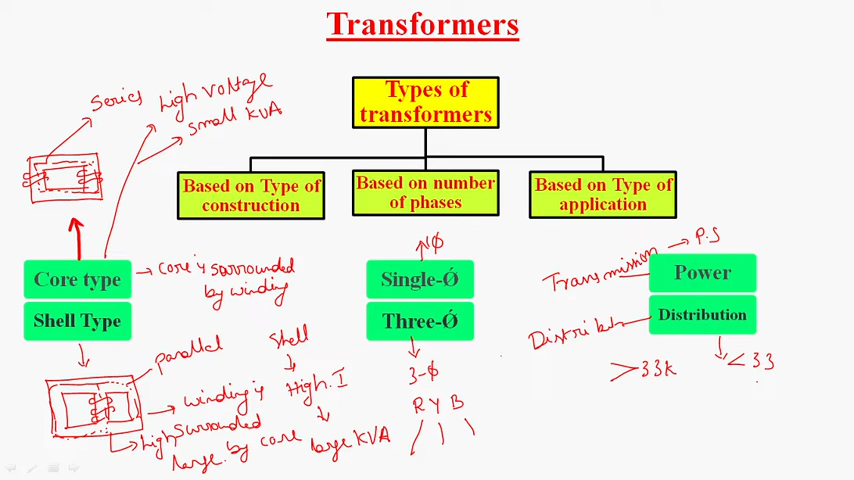 Transformers
Types of
transformers
Based on Type of
construction
Based on number
of phases
Based on Type of
application
Series
high voltage
small KVA
Core type
Shell Type
core is surrounded
by winding
parallel
winding is
surrounded
by core
high
large
Shell
High I
large KVA
1Ø
Single-Ǿ
Three-Ǿ
3-Ø
R Y B
Transmission
P.S
Power
Distribution
>33K
<33